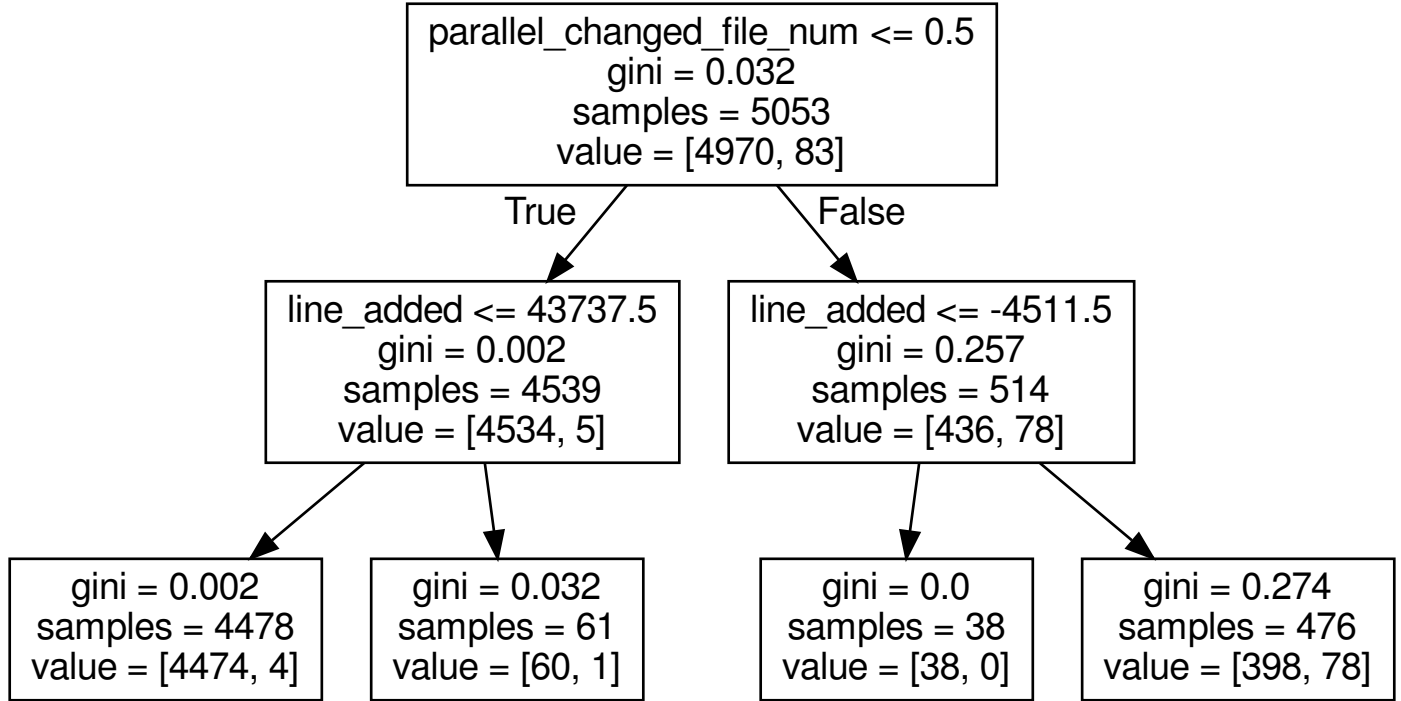 parallel_changed_file_num <= 0.5
gini = 0.032
samples = 5053
value = [4970, 83]
True
False
line_added <= 43737.5
gini = 0.002
samples = 4539
value = [4534, 5]
line_added <= -4511.5
gini = 0.257
samples = 514
value = [436, 78]
gini = 0.002
samples = 4478
value = [4474, 4]
gini = 0.032
samples = 61
value = [60, 1]
gini = 0.0
samples = 38
value = [38, 0]
gini = 0.274
samples = 476
value = [398, 78]